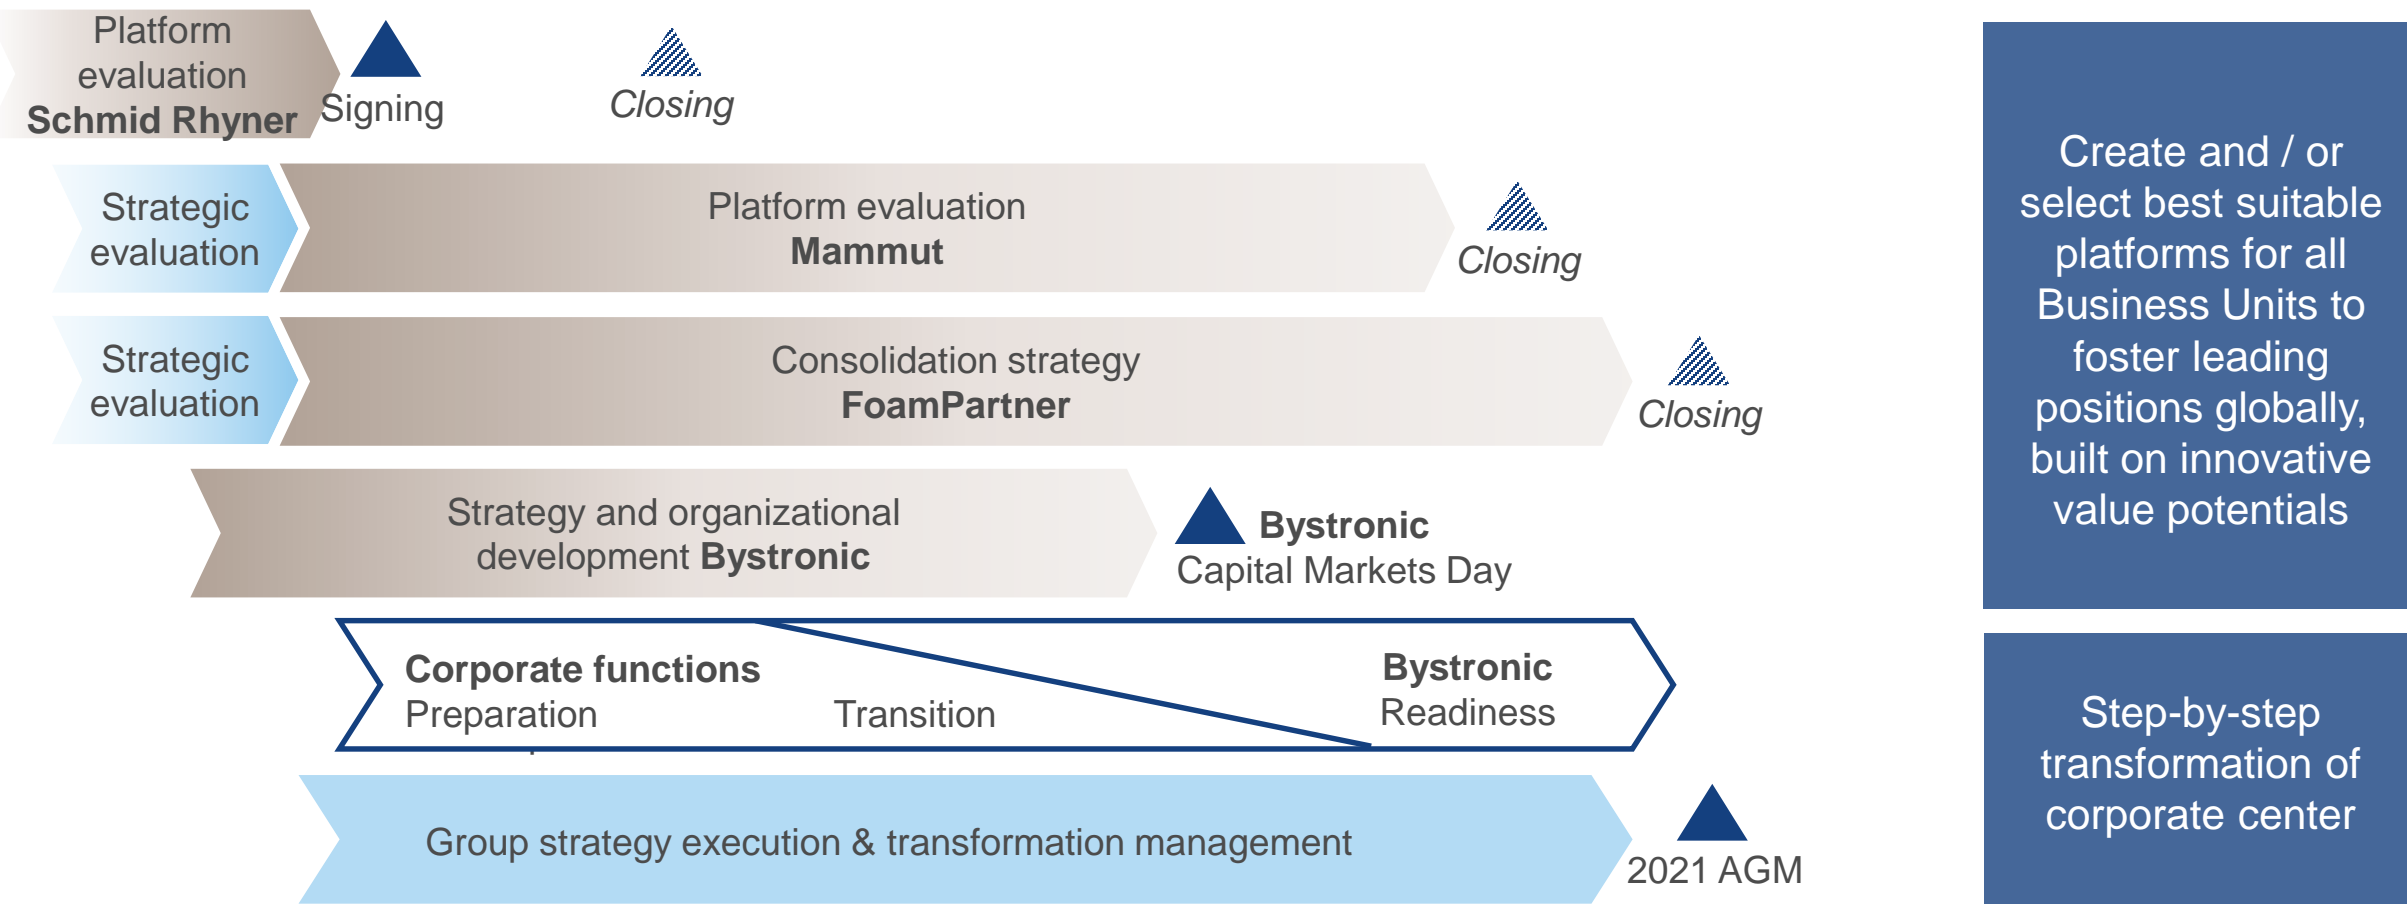 Platform
evaluation
Schmid Rhyner
Signing
Closing
Strategic
evaluation
Platform evaluation
Mammut
Closing
Strategic
evaluation
Consolidation strategy
FoamPartner
Closing
Strategy and organizational
development Bystronic
Bystronic
Capital Markets Day
Corporate functions
Preparation
Transition
Bystronic
Readiness
Group strategy execution & transformation management
2021 AGM
Create and / or
select best suitable
platforms for all
Business Units to
foster leading
positions globally,
built on innovative
value potentials
Step-by-step
transformation of
corporate center